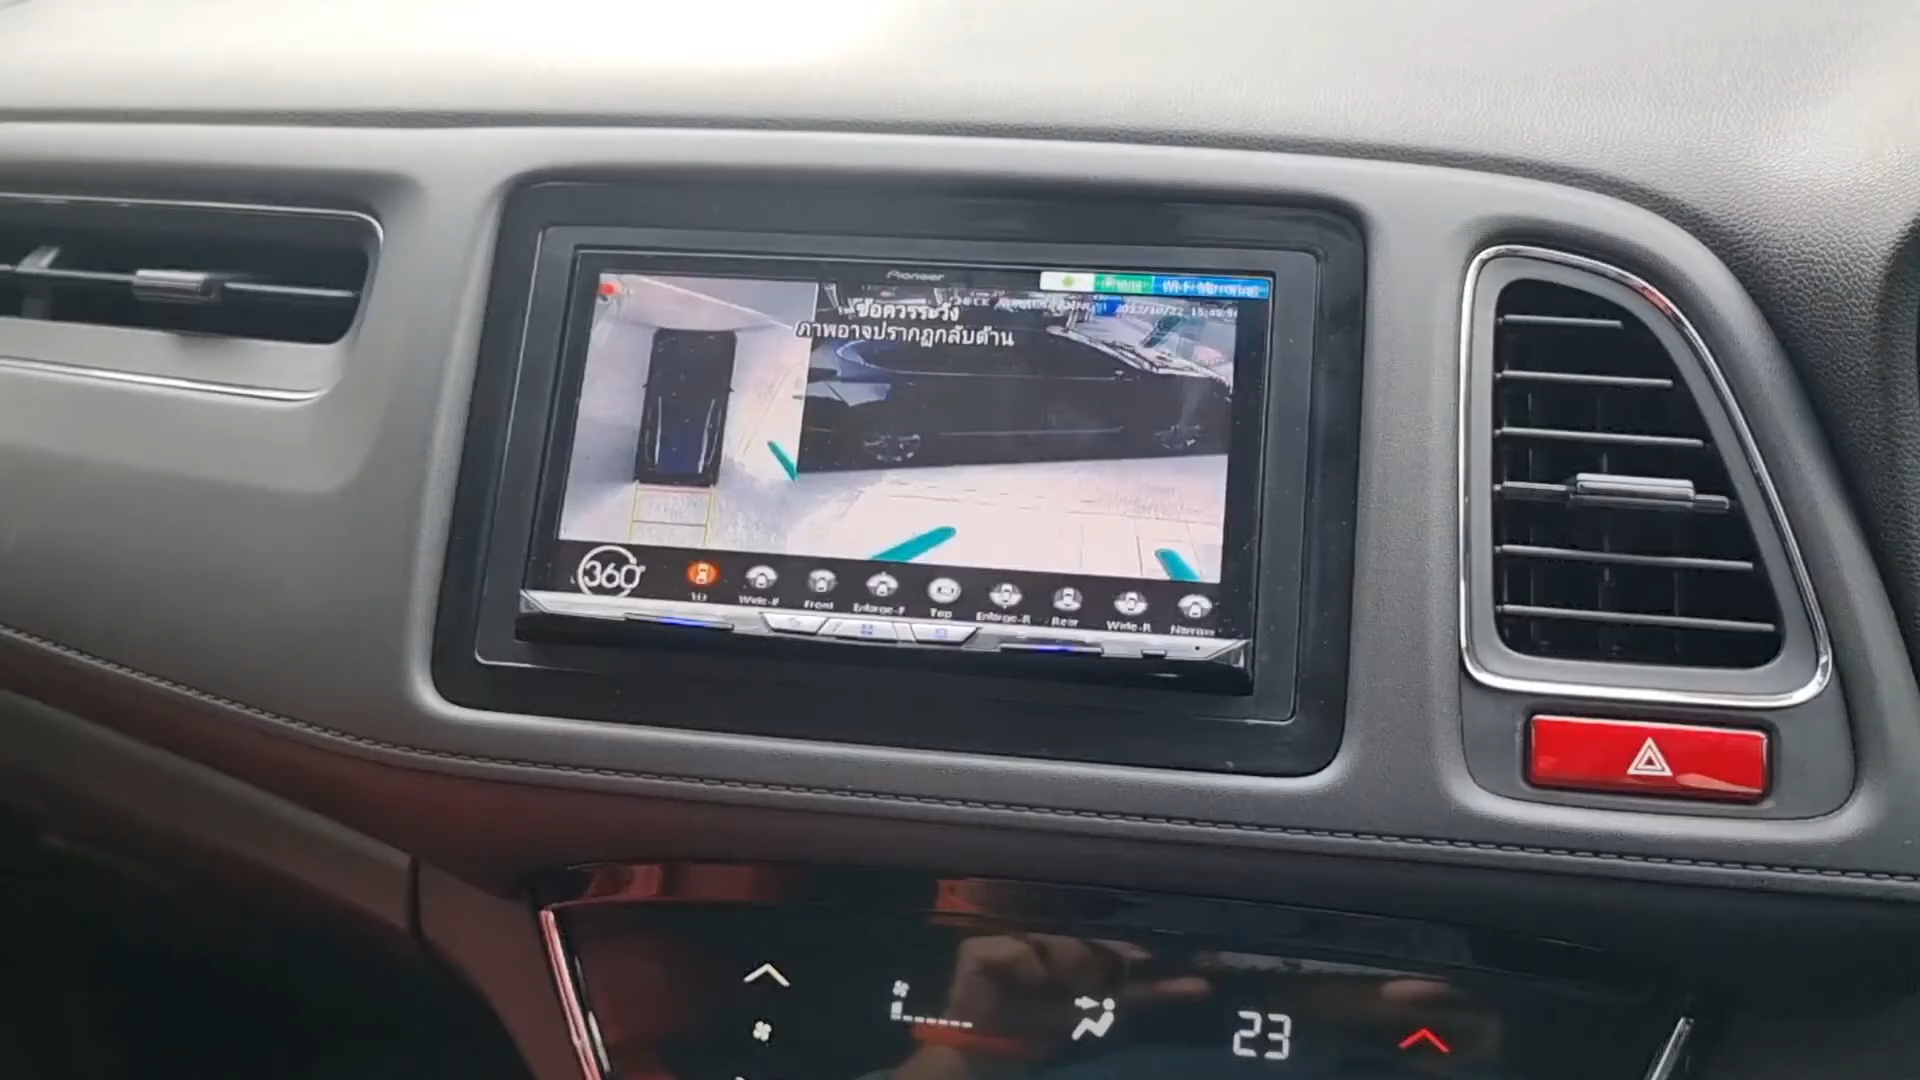 Pioneer
Wi-Fi Mirroring
ข้อควรระวัง
ภาพอาจปรากฏกลับด้าน
360°
Wide-F
Front
Enlarge-F
Top
Enlarge-R
Rear
Wide-R
Narrow
23